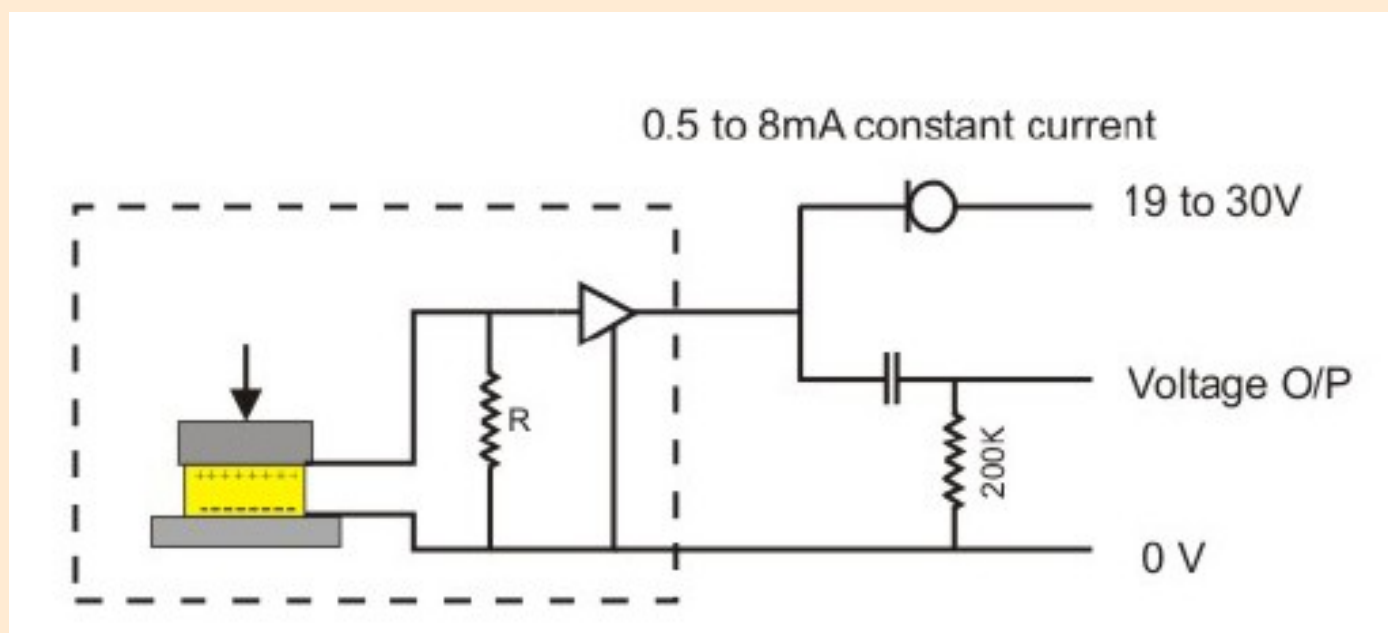 0.5 to 8mA constant current
19 to 30V
R
Voltage O/P
200K
0 V
+++++++
--------